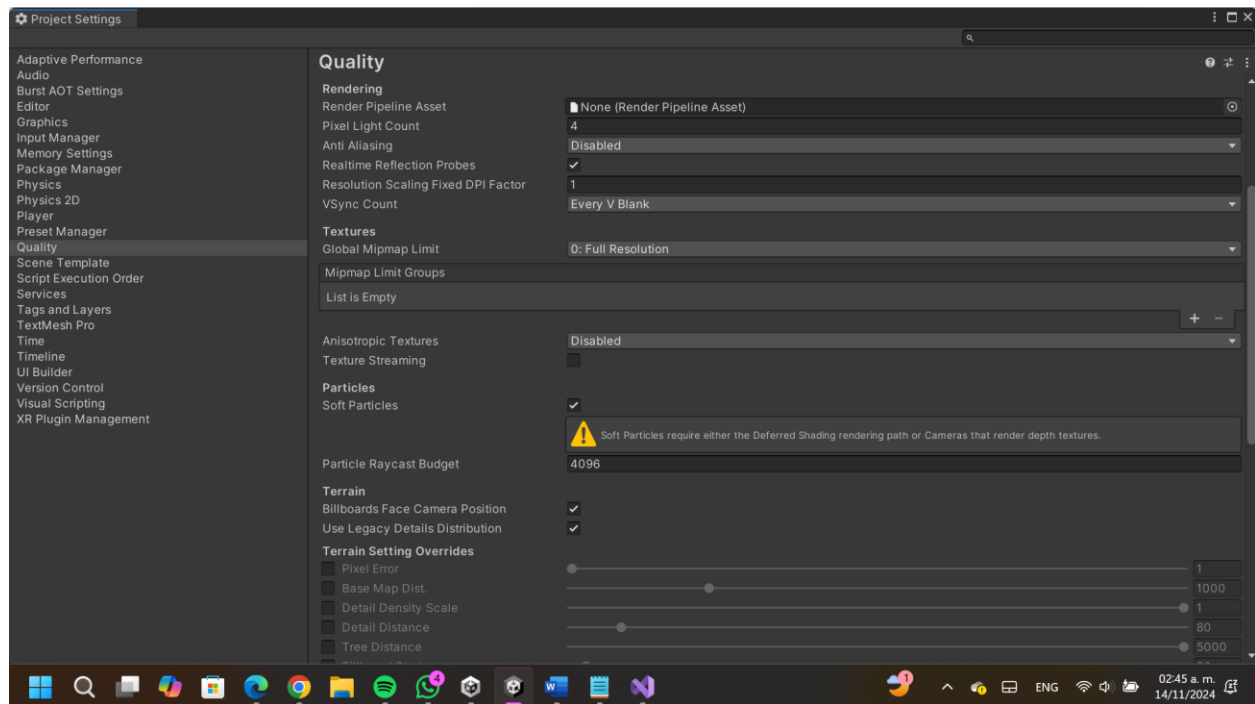 Project Settings
Adaptive Performance
Audio
Burst AOT Settings
Editor
Graphics
Input Manager
Memory Settings
Package Manager
Physics
Physics 2D
Player
Preset Manager
Quality
Scene Template
Script Execution Order
Services
Tags and Layers
TextMesh Pro
Time
Timeline
UI Builder
Version Control
Visual Scripting
XR Plugin Management
Quality
Rendering
Render Pipeline Asset None (Render Pipeline Asset)
Pixel Light Count 4
Anti Aliasing Disabled
Realtime Reflection Probes
Resolution Scaling Fixed DPI Factor 1
VSync Count Every V Blank
Textures
Global Mipmap Limit 0: Full Resolution
Mipmap Limit Groups
List is Empty
Anisotropic Textures Disabled
Texture Streaming
Particles
Soft Particles
Soft Particles require either the Deferred Shading rendering path or Cameras that render depth textures.
Particle Raycast Budget 4096
Terrain
Billboards Face Camera Position
Use Legacy Details Distribution
Terrain Setting Overrides
Pixel Error 1
Base Map Dist. 1000
Detail Density Scale 1
Detail Distance 80
Tree Distance 5000
4
1
ENG
02:45 a. m.
14/11/2024